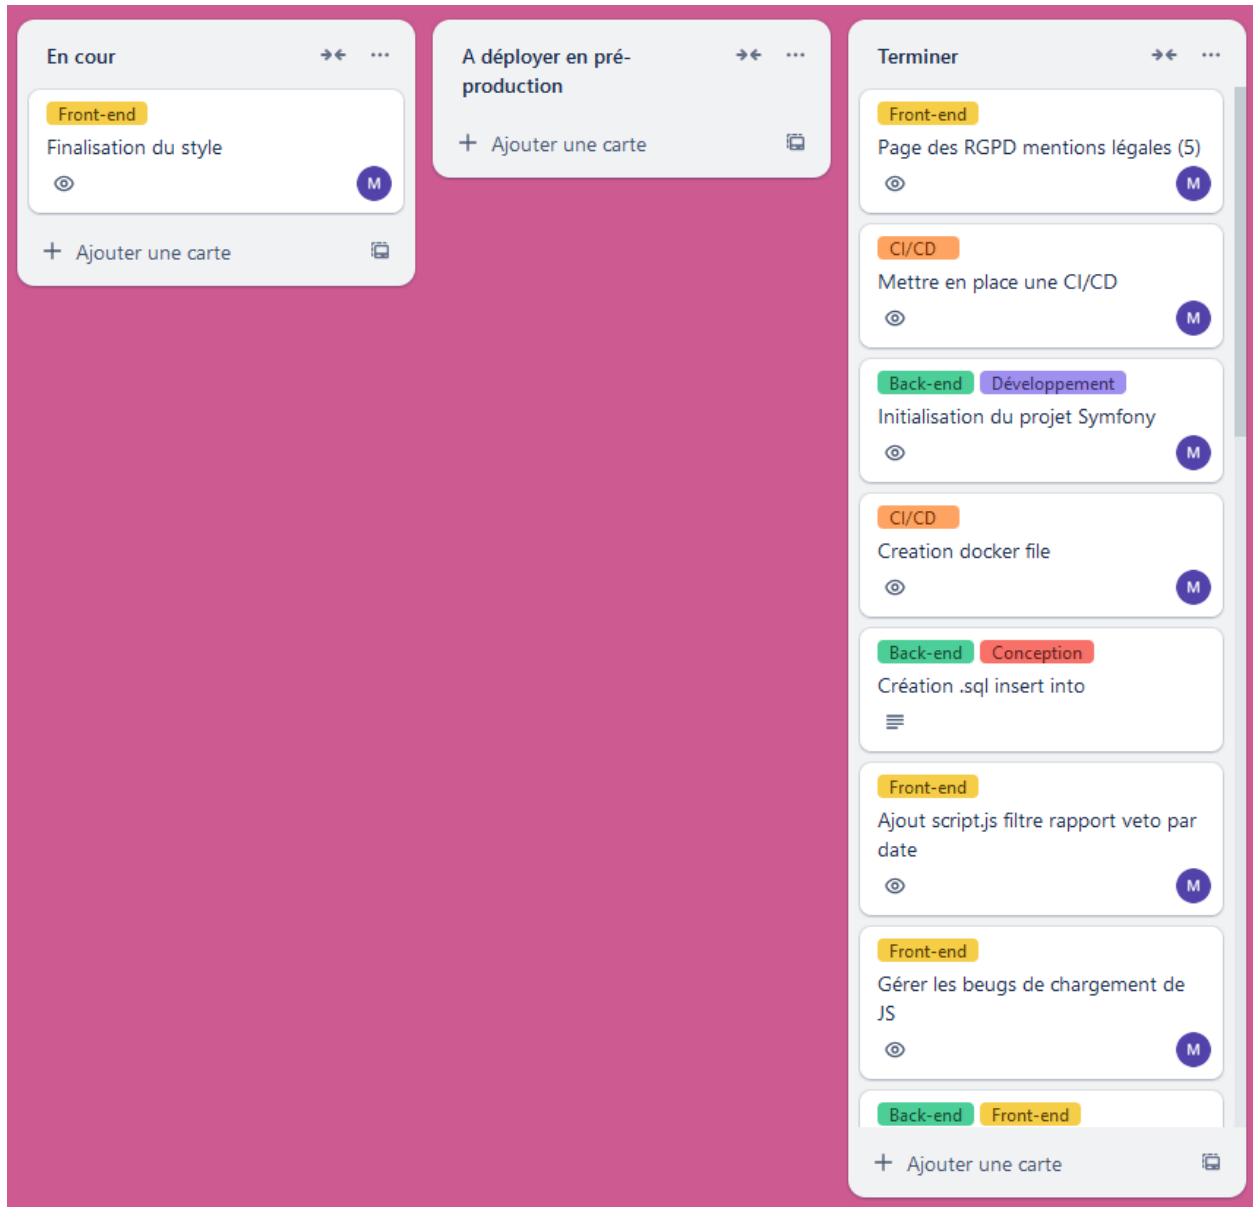 En cour
Front-end
Finalisation du style
M
Ajouter une carte
A déployer en pré-
production
Ajouter une carte
Terminer
Front-end
Page des RGPD mentions légales (5)
M
CI/CD
Mettre en place une CI/CD
M
Back-end Développement
Initialisation du projet Symfony
M
CI/CD
Creation docker file
M
Back-end Conception
Création .sql insert into
Front-end
Ajout script.js filtre rapport veto par
date
M
Front-end
Gérer les beugs de chargement de
JS
M
Back-end Front-end
Ajouter une carte